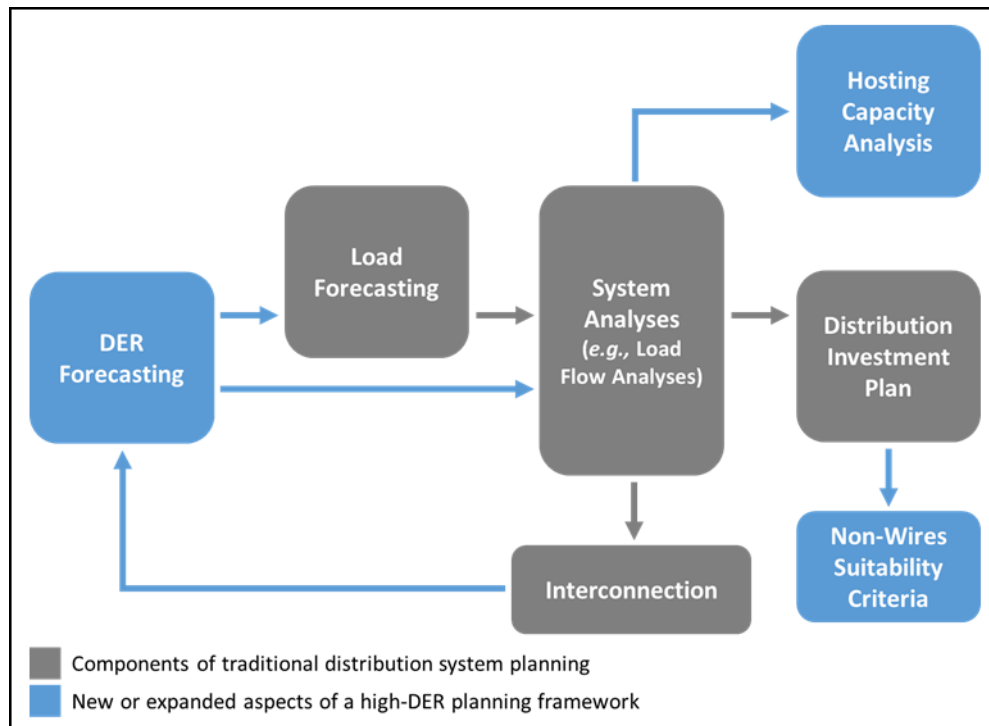 Hosting
Capacity
Analysis
Load
Forecasting
System
Analyses
(e.g., Load
Flow Analyses)
DER
Forecasting
Distribution
Investment
Plan
Interconnection
Non-Wires
Suitability
Criteria
Components of traditional distribution system planning
New or expanded aspects of a high-DER planning framework